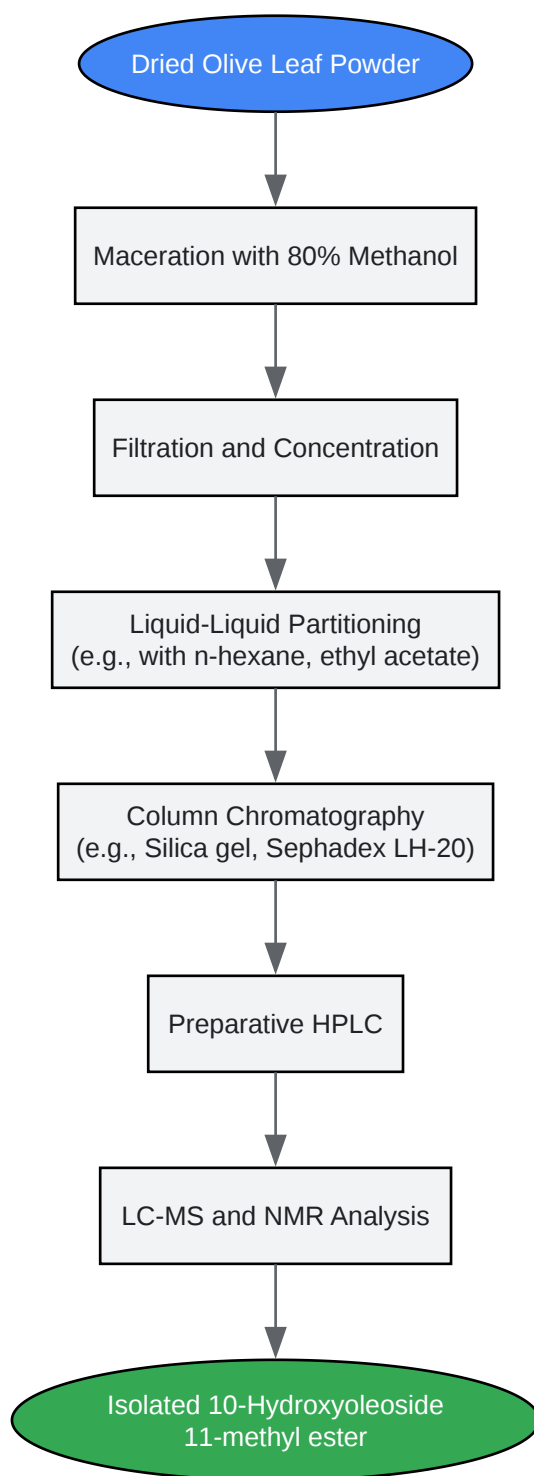 Dried Olive Leaf Powder
Maceration with 80% Methanol
Filtration and Concentration
Liquid-Liquid Partitioning
(e.g., with n-hexane, ethyl acetate)
Column Chromatography
(e.g., Silica gel, Sephadex LH-20)
Preparative HPLC
LC-MS and NMR Analysis
Isolated 10-Hydroxyoleoside
11-methyl ester